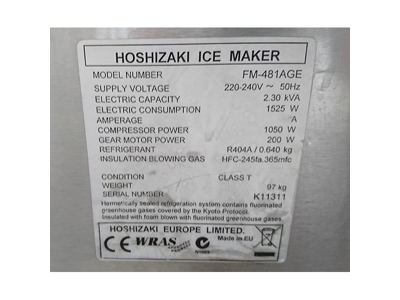 HOSHIZAKI ICE MAKER
MODEL NUMBER FM-481AGE
SUPPLY VOLTAGE 220-240V ~ 50Hz
ELECTRIC CAPACITY 2.30 kVA
ELECTRIC CONSUMPTION 1525 W
AMPERAGE A
COMPRESSOR POWER 1050 W
GEAR MOTOR POWER 200 W
REFRIGERANT R404A / 0.640 kg
INSULATION BLOWING GAS HFC-245fa.365mfc
CONDITION CLASS T
WEIGHT 97 kg
SERIAL NUMBER K11311
Hermetically sealed refrigeration system contains fluorinated
greenhouse gases covered by the Kyoto Protocol.
Insulated with foam blown with fluorinated greenhouse gases.
HOSHIZAKI EUROPE LIMITED.
CE WRAS Made in EU